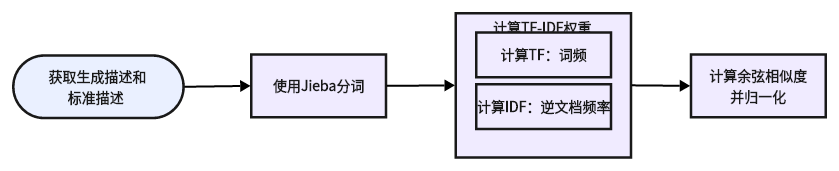 获取生成描述和
标准描述
使用Jieba分词
计算TF-IDF权重
计算TF：词频
计算IDF：逆文档频率
计算余弦相似度
并归一化